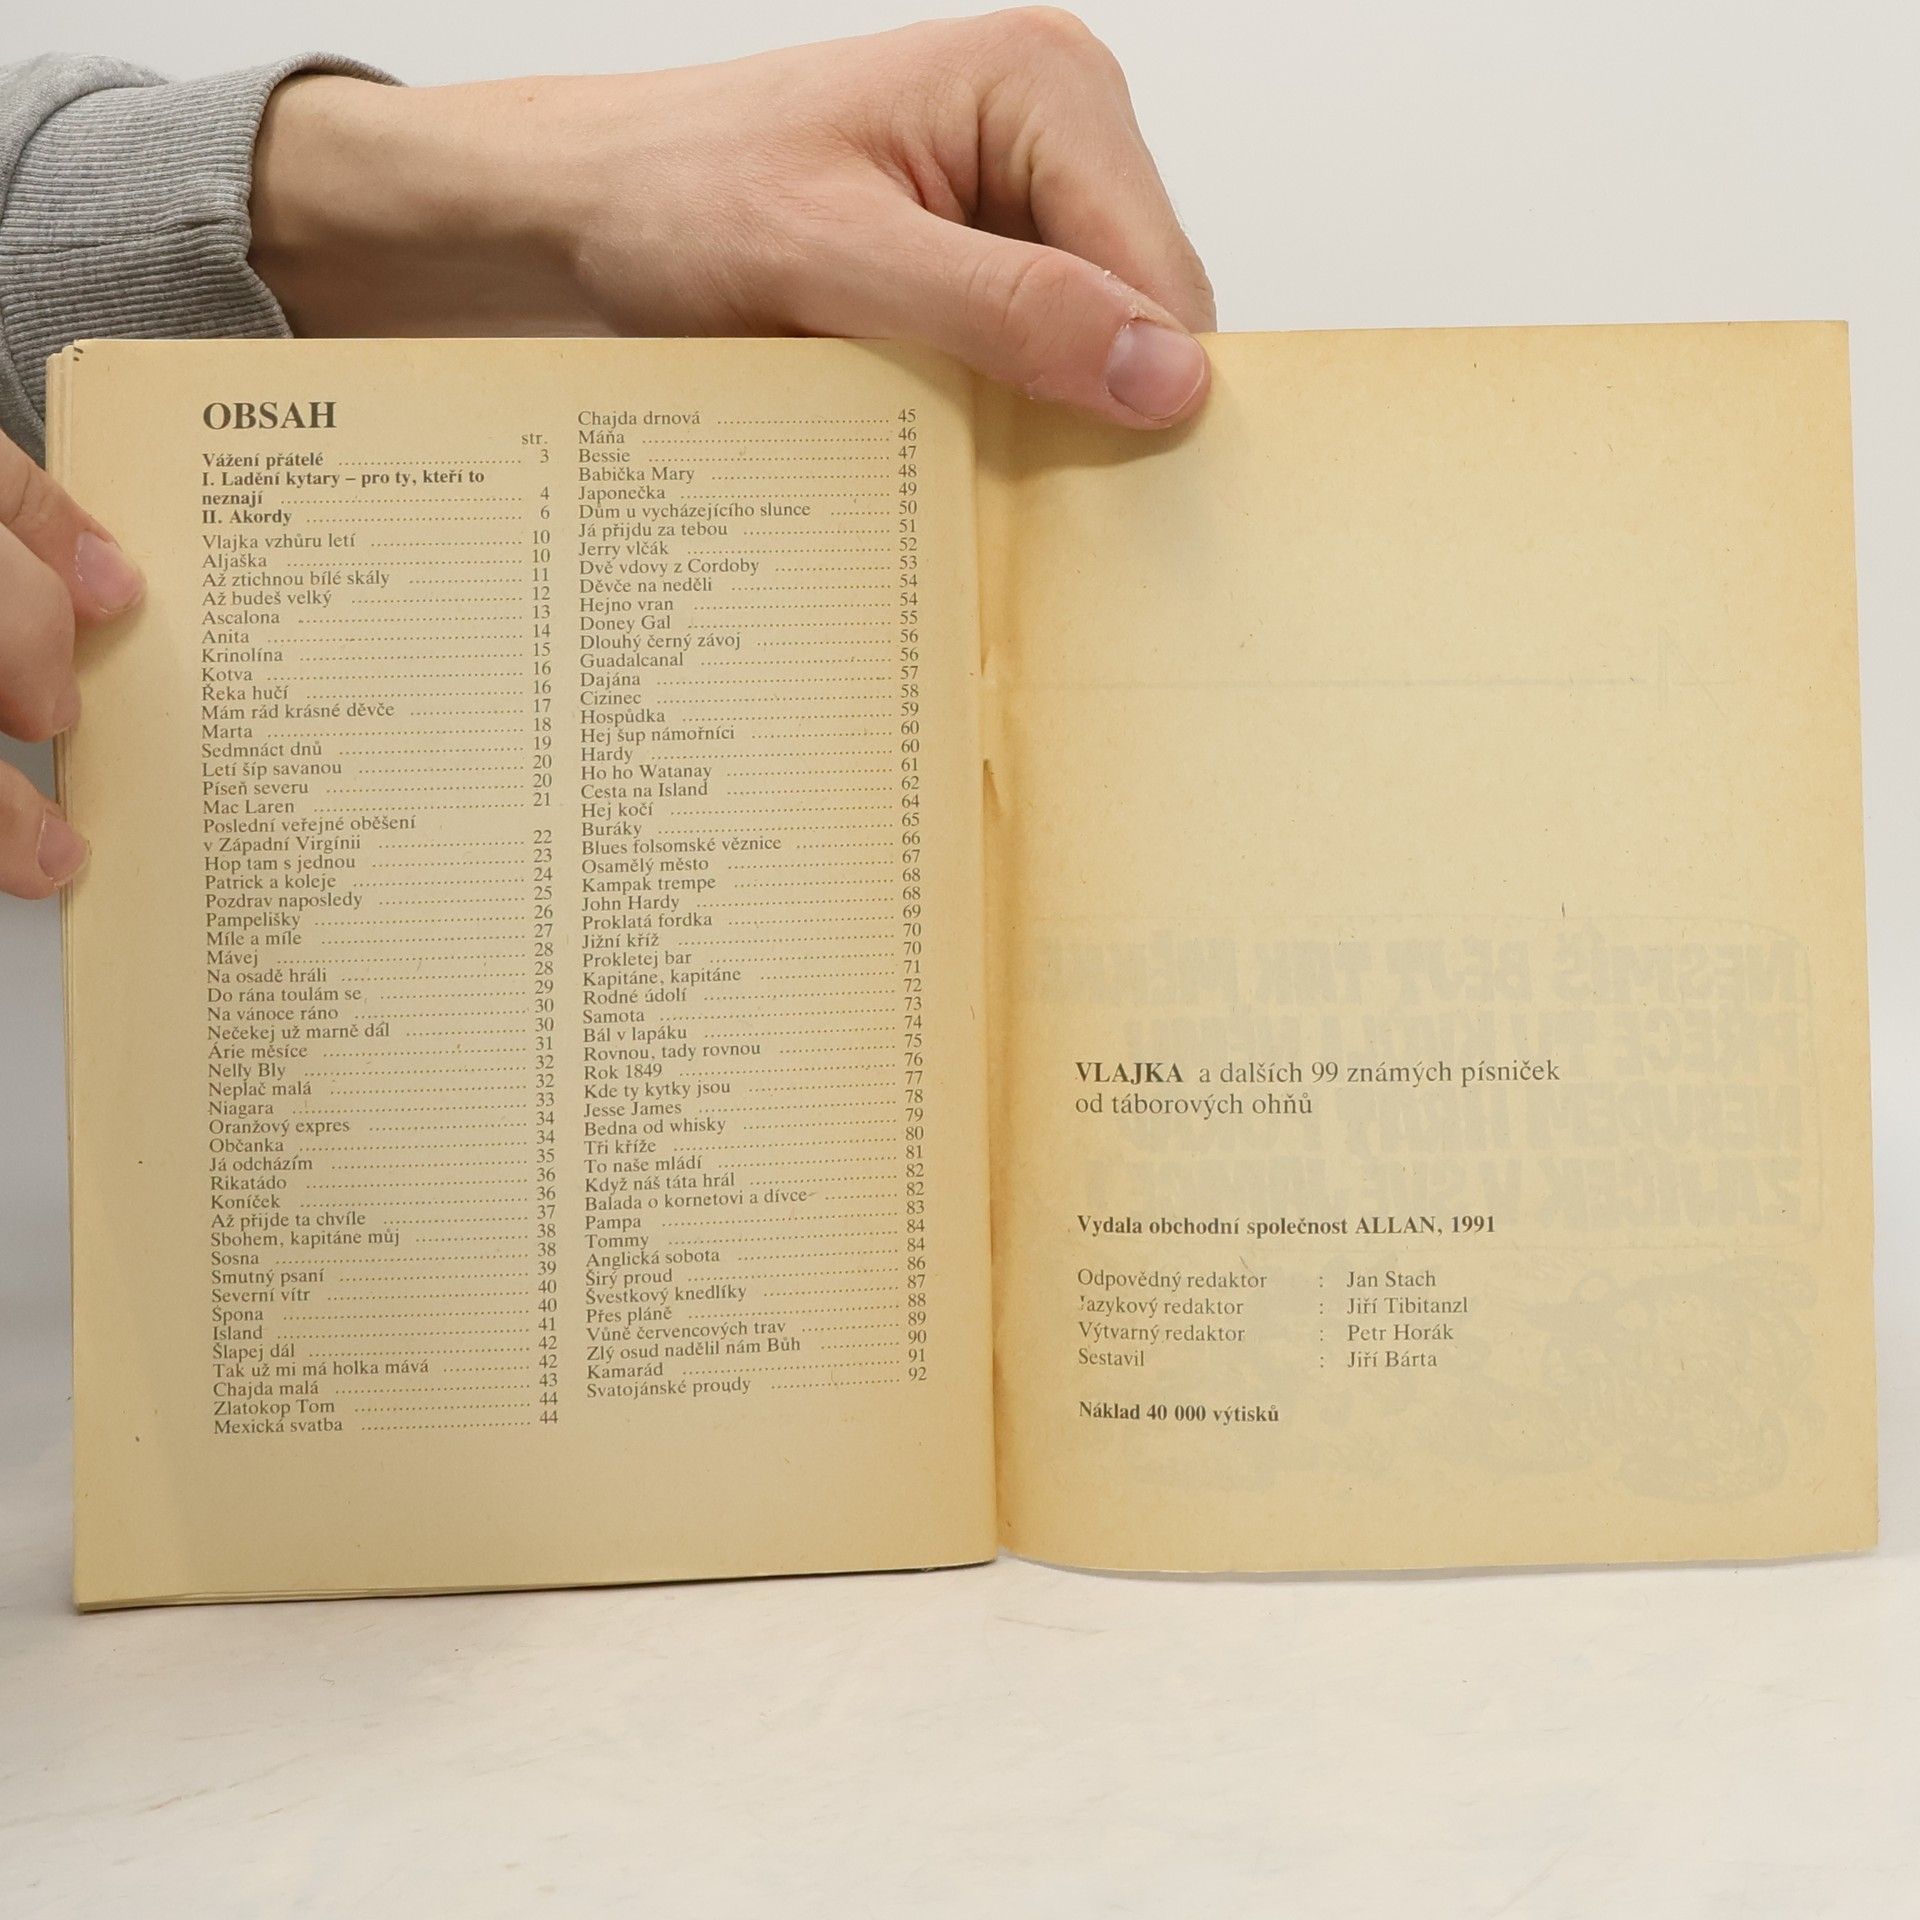 OBSAH
str.
Vážení přátelé 3
I. Ladění kytary – pro ty, kteří to
neznají 4
II. Akordy 6
Vlajka vzhůru letí 10
Aljaška 10
Až ztichnou bílé skály 11
Až budeš velký 12
Ascalona 13
Anita 14
Krinolína 15
Kotva 16
Řeka hučí 16
Mám rád krásné děvče 17
Marta 18
Sedmnáct dnů 19
Letí šíp savanou 20
Píseň severu 20
Mac Laren 21
Poslední veřejné oběšení
v Západní Virgínii 22
Hop tam s jednou 23
Patrick a koleje 24
Pozdrav naposledy 25
Pampelišky 26
Míle a míle 27
Mávej 28
Na osadě hráli 28
Do rána toulám se 29
Na vánoce ráno 30
Nečekej už marně dál 30
Árie měsíce 31
Nelly Bly 32
Neplač malá 32
Niagara 33
Oranžový expres 34
Občanka 34
Já odcházím 35
Rikatádo 36
Koníček 36
Až přijde ta chvíle 37
Sbohem, kapitáne můj 38
Sosna 38
Smutný psaní 39
Severní vítr 40
Špona 40
Island 41
Šlapej dál 42
Tak už mi má holka mává 42
Chajda malá 43
Zlatokop Tom 44
Mexická svatba 44
Chajda drnová 45
Máňa 46
Bessie 47
Babička Mary 48
Japonečka 49
Dům u vycházejícího slunce 50
Já přijdu za tebou 51
Jerry vlčák 52
Dvě vdovy z Cordoby 53
Děvče na neděli 54
Hejno vran 54
Doney Gal 55
Dlouhý černý závoj 56
Guadalcanal 56
Dajána 57
Cizinec 58
Hospůdka 59
Hej šup námořníci 60
Hardy 60
Ho ho Watanay 61
Cesta na Island 62
Hej kočí 64
Buráky 65
Blues folsomské věznice 66
Osamělý město 67
Kampak trempe 68
John Hardy 68
Proklatá fordka 69
Jižní kříž 70
Prokletej bar 70
Kapitáne, kapitáne 71
Rodné údolí 72
Samota 73
Bál v lapáku 74
Rovnou, tady rovnou 75
Rok 1849 76
Kde ty kytky jsou 77
Jesse James 78
Bedna od whisky 79
Tři kříže 80
To naše mládí 81
Když náš táta hrál 82
Balada o kornetovi a dívce 82
Pampa 83
Tommy 84
Anglická sobota 84
Širý proud 86
Švestkový knedlíky 87
Přes pláně 88
Vůně červencových trav 89
Zlý osud nadělil nám Bůh 90
Kamarád 91
Svatojánské proudy 92
VLAJKA a dalších 99 známých písniček
od táborových ohňů
Vydala obchodní společnost ALLAN, 1991
Odpovědný redaktor : Jan Stach
Jazykový redaktor : Jiří Tibitanzl
Výtvarný redaktor : Petr Horák
Sestavil : Jiří Bárta
Náklad 40 000 výtisků